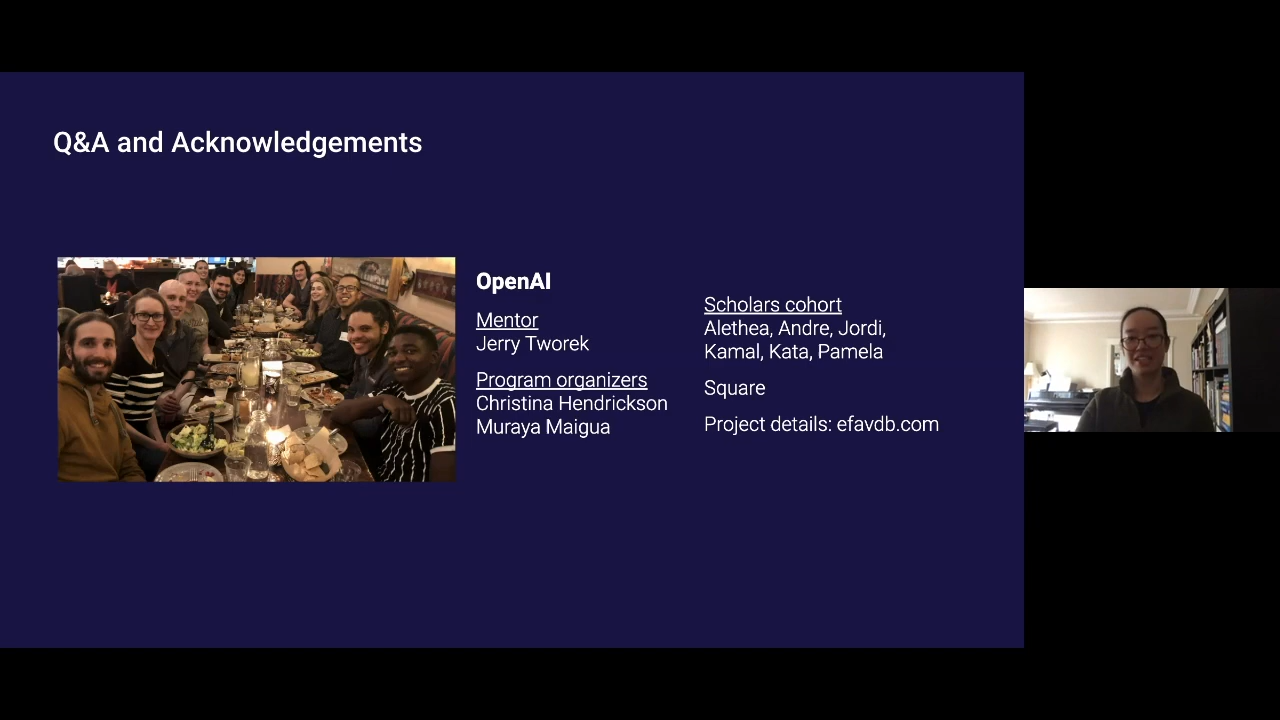 Q&A and Acknowledgements
OpenAI
Mentor
Jerry Tworek
Program organizers
Christina Hendrickson
Muraya Maigua
Scholars cohort
Alethea, Andre, Jordi,
Kamal, Kata, Pamela
Square
Project details: efavdb.com